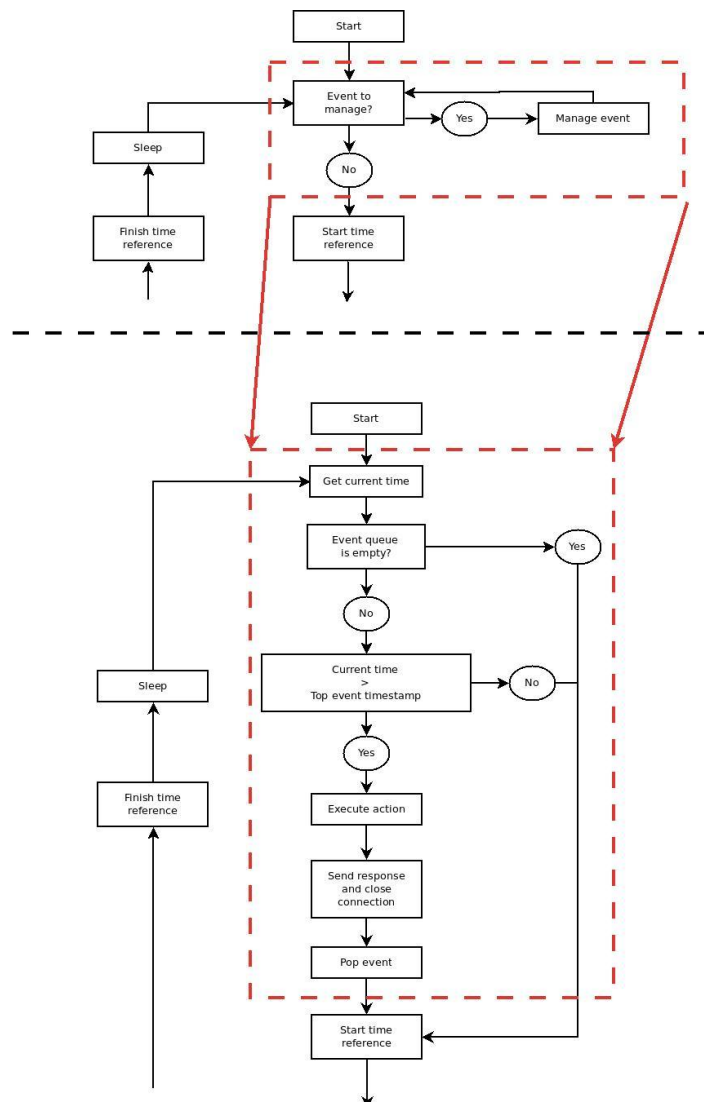 Start
Event to
manage?
Yes
Manage event
Sleep
No
Finish time
reference
Start time
reference
Start
Get current time
Event queue
is empty?
Yes
No
Current time
>
Top event timestamp
No
Sleep
Yes
Finish time
reference
Execute action
Send response
and close
connection
Pop event
Start time
reference